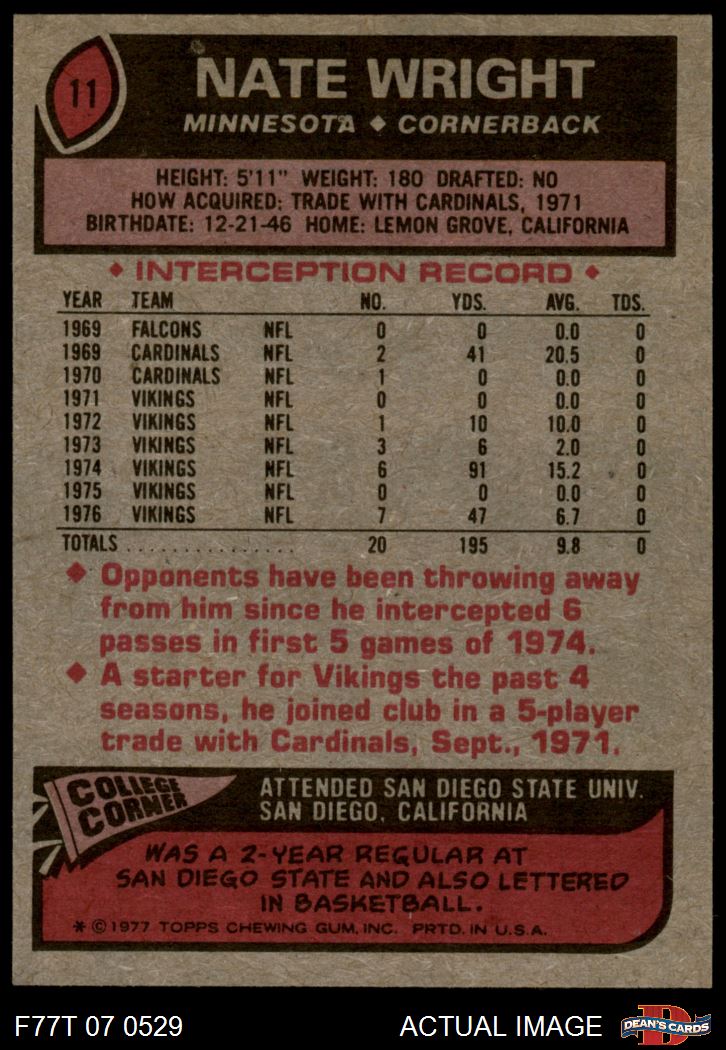 11
NATE WRIGHT
MINNESOTA ◆ CORNERBACK
HEIGHT: 5'11" WEIGHT: 180 DRAFTED: NO
HOW ACQUIRED: TRADE WITH CARDINALS, 1971
BIRTHDATE: 12-21-46 HOME: LEMON GROVE, CALIFORNIA
◆ INTERCEPTION RECORD ◆
YEAR TEAM NO. YDS. AVG. TDS.
1969 FALCONS NFL 0 0 0.0 0
1969 CARDINALS NFL 2 41 20.5 0
1970 CARDINALS NFL 1 0 0.0 0
1971 VIKINGS NFL 0 0 0.0 0
1972 VIKINGS NFL 1 10 10.0 0
1973 VIKINGS NFL 3 6 2.0 0
1974 VIKINGS NFL 6 91 15.2 0
1975 VIKINGS NFL 0 0 0.0 0
1976 VIKINGS NFL 7 47 6.7 0
TOTALS . . . . . . . . . . . . . . . . 20 195 9.8 0
◆ Opponents have been throwing away
from him since he intercepted 6
passes in first 5 games of 1974.
◆ A starter for Vikings the past 4
seasons, he joined club in a 5-player
trade with Cardinals, Sept., 1971.
COLLEGE
CORNER
ATTENDED SAN DIEGO STATE UNIV.
SAN DIEGO, CALIFORNIA
WAS A 2-YEAR REGULAR AT
SAN DIEGO STATE AND ALSO LETTERED
IN BASKETBALL.
* © 1977 TOPPS CHEWING GUM, INC. PRTD. IN U.S.A.
F77T 07 0529
ACTUAL IMAGE
D
DEAN'S CARDS